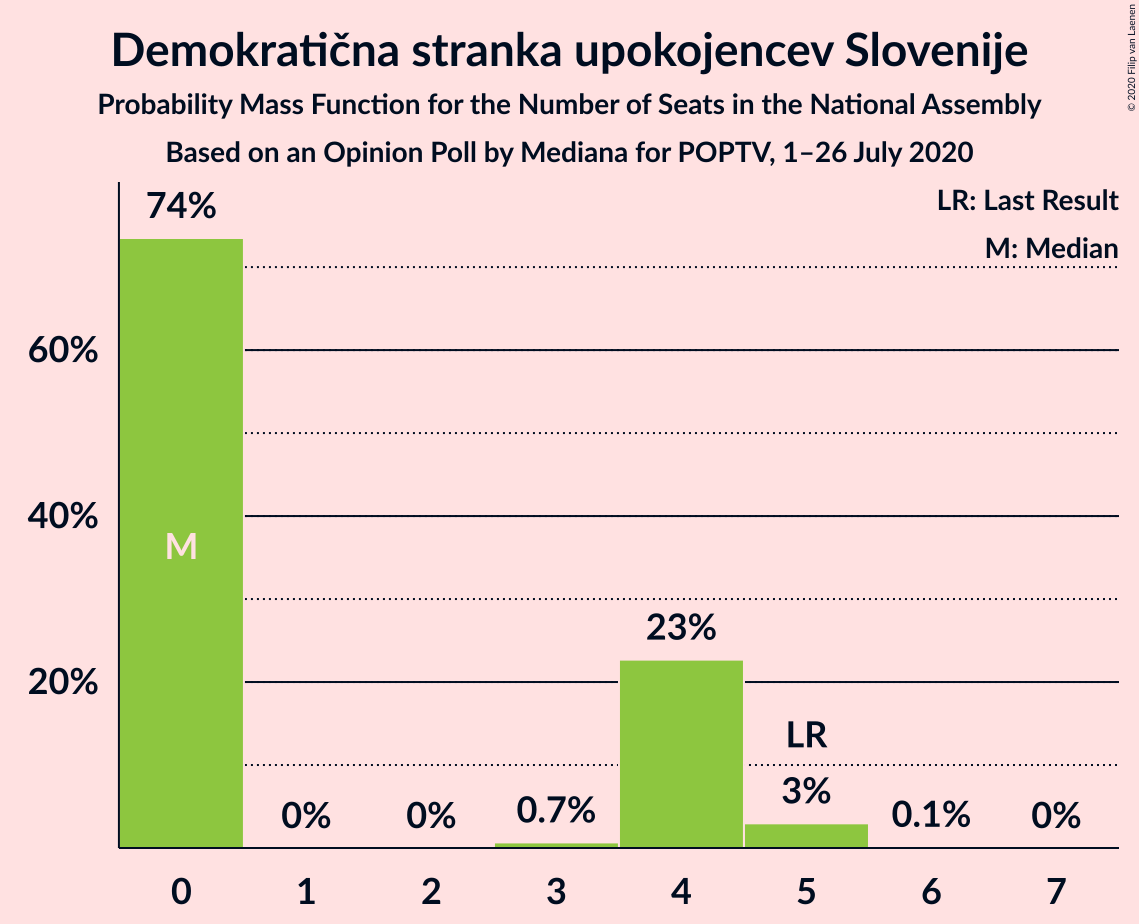 Demokratična stranka upokojencev Slovenije
Probability Mass Function for the Number of Seats in the National Assembly
Based on an Opinion Poll by Mediana for POPTV, 1–26 July 2020
© 2020 Filip van Laenen
LR: Last Result
M: Median
74%
60%
40%
20%
M
0%
0%
0.7%
23%
LR
3%
0.1%
0%
0 1 2 3 4 5 6 7